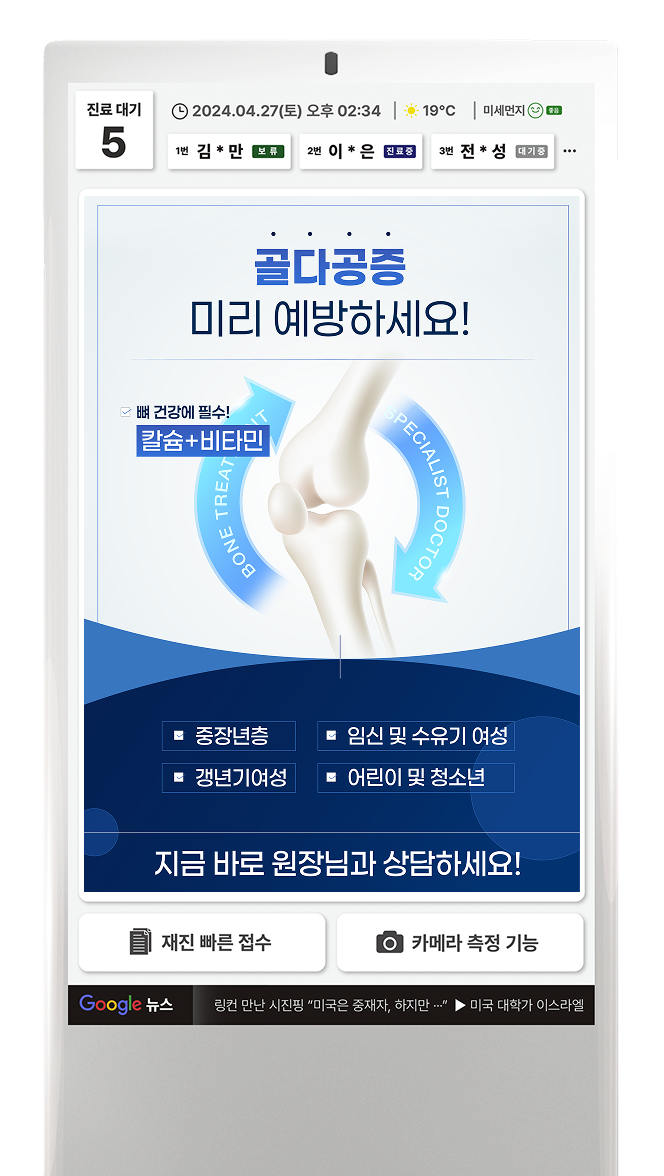 진료 대기
5
2024.04.27(토) 오후 02:34 | 19°C | 미세먼지 좋음
1번 김*만 보류 2번 이*은 진료중 3번 전*성 대기중 ···
골다공증
미리 예방하세요!
뼈 건강에 필수!
칼슘+비타민
BONE TREATMENT
SPECIALIST DOCTOR
중장년층 임신 및 수유기 여성
갱년기여성 어린이 및 청소년
지금 바로 원장님과 상담하세요!
재진 빠른 접수 카메라 측정 기능
Google 뉴스 링컨 만난 시진핑 “미국은 중재자, 하지만 ···” ▶ 미국 대학가 이스라엘